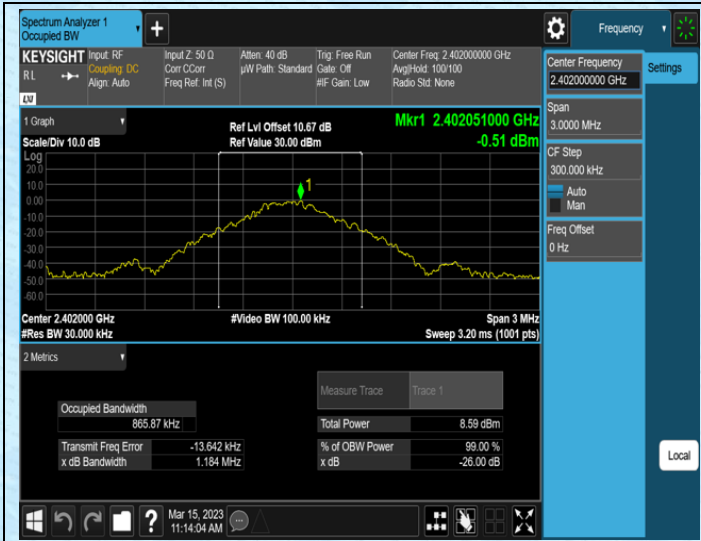 Spectrum Analyzer 1
Occupied BW
Frequency
KEYSIGHT
RL
Input: RF
Coupling: DC
Align: Auto
Input Z: 50 Ω
Corr CCorr
Freq Ref: Int (S)
Atten: 40 dB
µW Path: Standard
Trig: Free Run
Gate: Off
#IF Gain: Low
Center Freq: 2.402000000 GHz
Avg|Hold: 100/100
Radio Std: None
1 Graph
Scale/Div 10.0 dB
Ref Lvl Offset 10.67 dB
Ref Value 30.00 dBm
Mkr1 2.402051000 GHz
-0.51 dBm
Log
20.0
10.0
0.00
-10.0
-20.0
-30.0
-40.0
-50.0
-60.0
1
Center 2.402000 GHz
#Res BW 30.000 kHz
#Video BW 100.00 kHz
Span 3 MHz
Sweep 3.20 ms (1001 pts)
2 Metrics
Measure Trace
Trace 1
Occupied Bandwidth
865.87 kHz
Total Power
8.59 dBm
Transmit Freq Error
-13.642 kHz
% of OBW Power
99.00 %
x dB Bandwidth
1.184 MHz
x dB
-26.00 dB
Center Frequency
2.402000000 GHz
Settings
Span
3.0000 MHz
CF Step
300.000 kHz
Auto
Man
Freq Offset
0 Hz
Local
?
Mar 15, 2023
11:14:04 AM